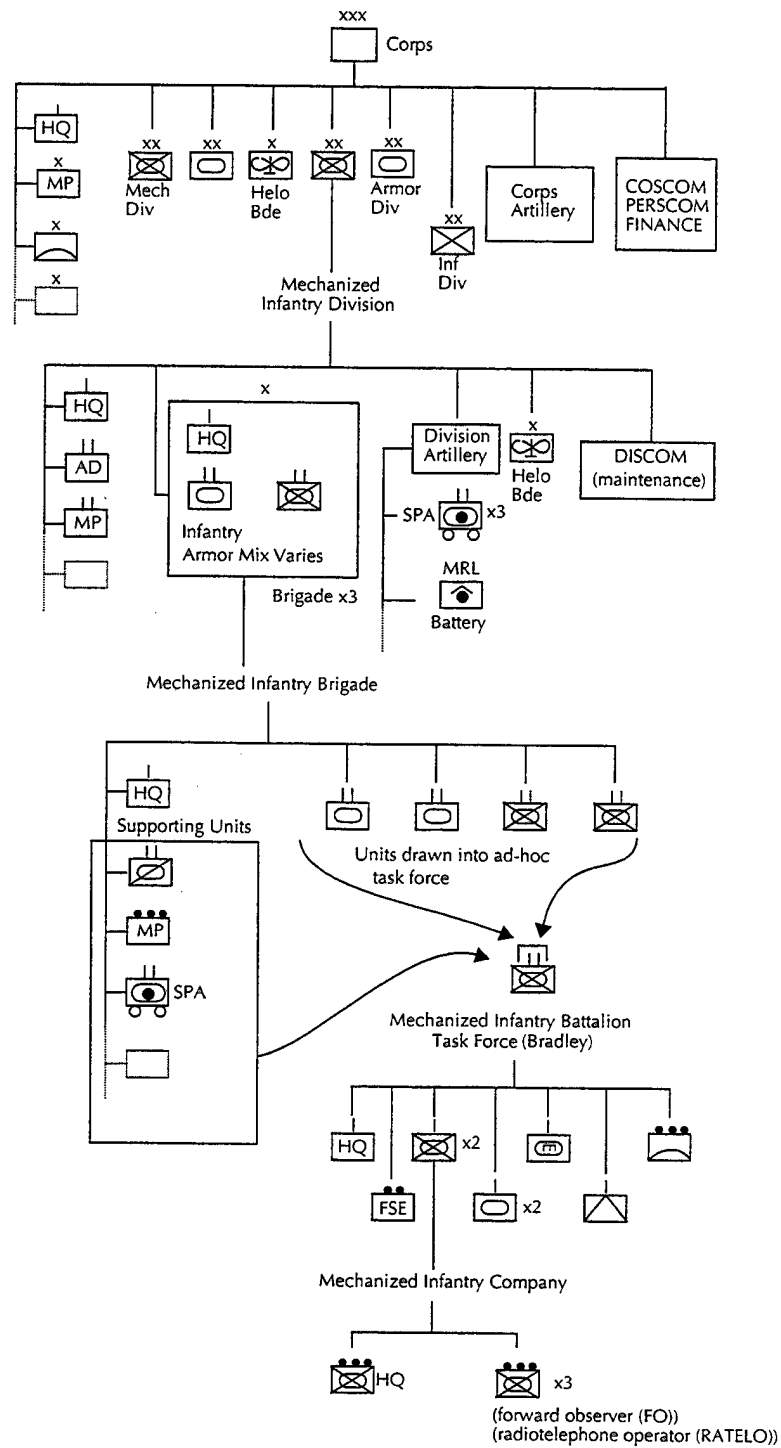 xxx
Corps
HQ
xx
xx
x
xx
xx
x
MP
Mech
Div
Helo
Bde
Armor
Div
Corps
Artillery
COSCOM
PERSCOM
FINANCE
x
xx
Inf
Div
x
Mechanized
Infantry Division
x
HQ
HQ
Division
Artillery
x
Helo
Bde
DISCOM
(maintenance)
AD
MP
Infantry
Armor Mix Varies
SPA
x3
Brigade x3
MRL
Battery
Mechanized Infantry Brigade
HQ
Supporting Units
Units drawn into ad-hoc
task force
MP
SPA
Mechanized Infantry Battalion
Task Force (Bradley)
HQ
x2
E
FSE
x2
Mechanized Infantry Company
HQ
x3
(forward observer (FO))
(radiotelephone operator (RATELO))